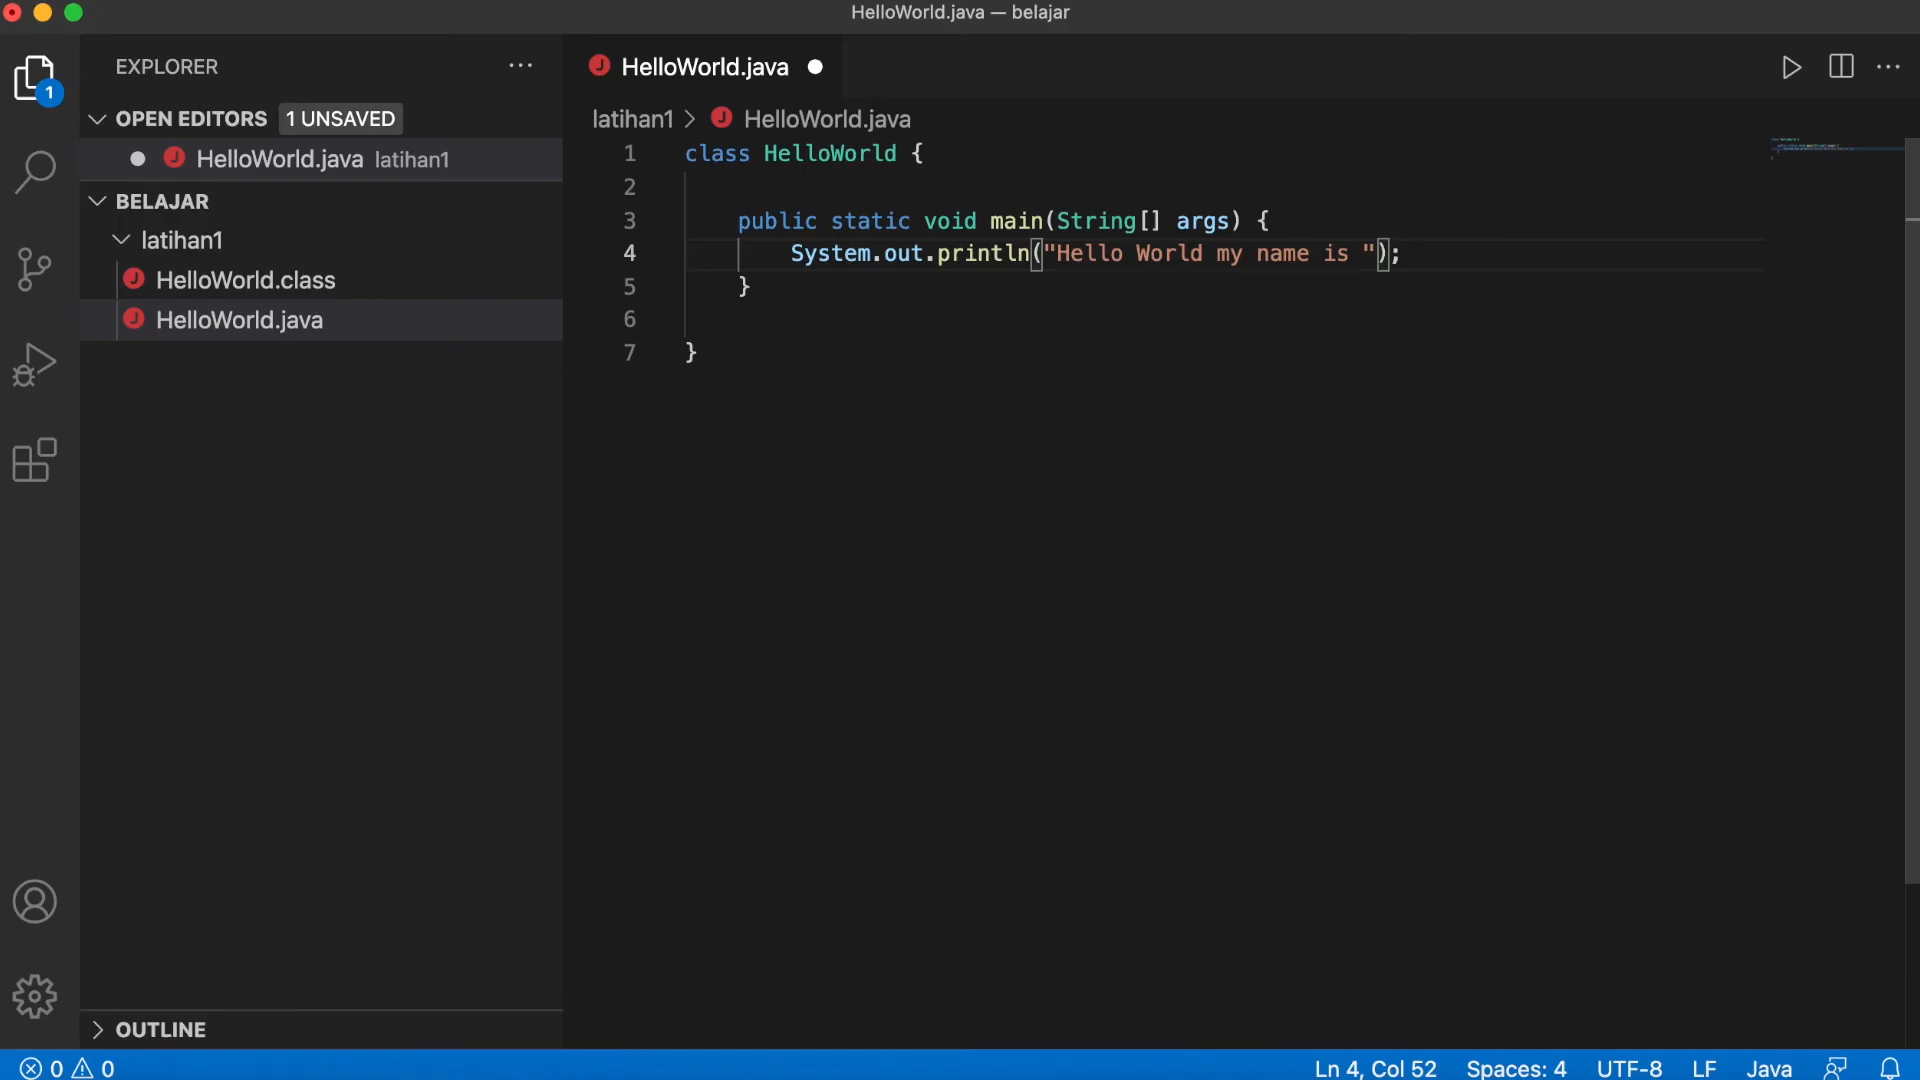 HelloWorld.java — belajar
1
EXPLORER
OPEN EDITORS 1 UNSAVED
HelloWorld.java latihan1
BELAJAR
latihan1
HelloWorld.class
HelloWorld.java
OUTLINE
HelloWorld.java
latihan1 > HelloWorld.java
1 class HelloWorld {
2
3 public static void main(String[] args) {
4 System.out.println("Hello World my name is ");
5 }
6
7 }
0 0 Ln 4, Col 52 Spaces: 4 UTF-8 LF Java